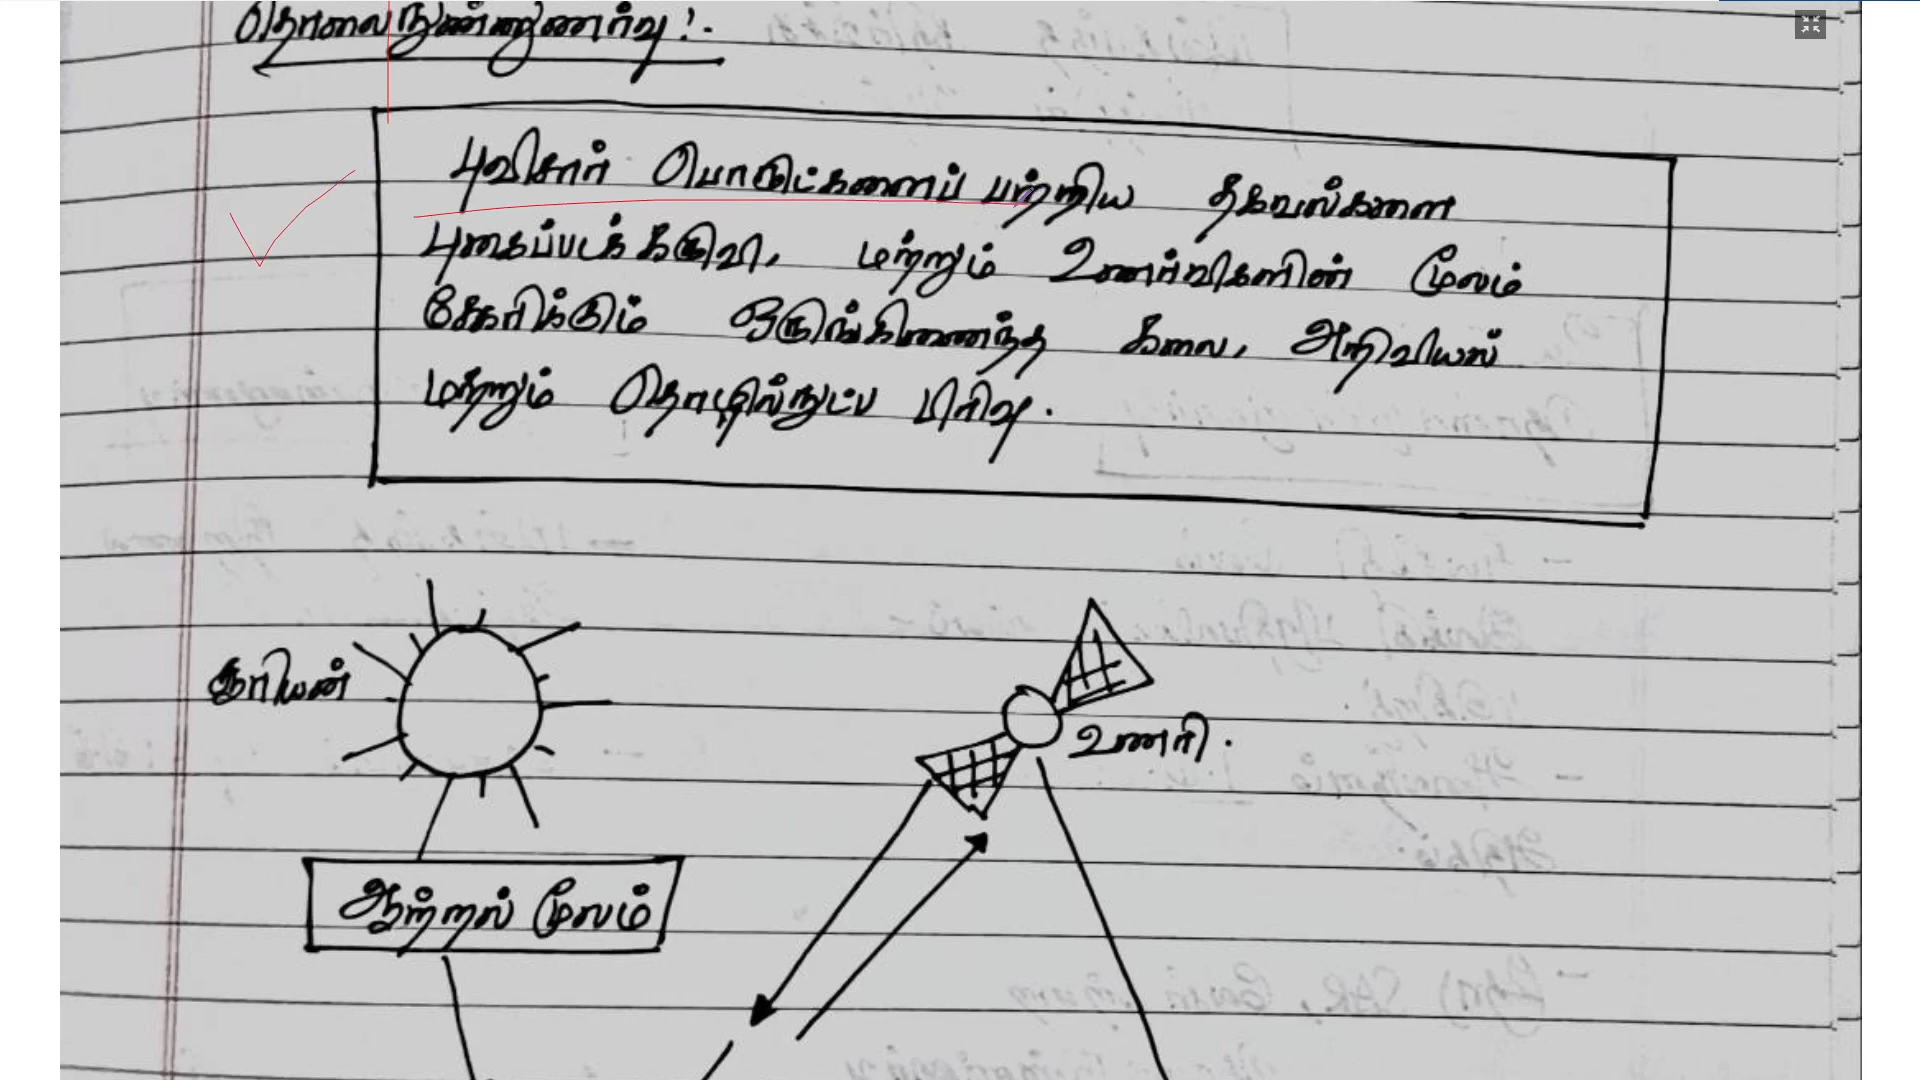 தொலைநுண்ணுணர்வு :-
புவிசார் பொருட்களைப் பற்றிய தகவல்களை
புகைப்படக்கருவி, மற்றும் உணர்விகளின் மூலம்
சேகரிக்கும் ஒருங்கிணைந்த கலை, அறிவியல்
மற்றும் தொழில்நுட்ப பிரிவு.
சூரியன்
உணரி.
ஆற்றல் மூலம்